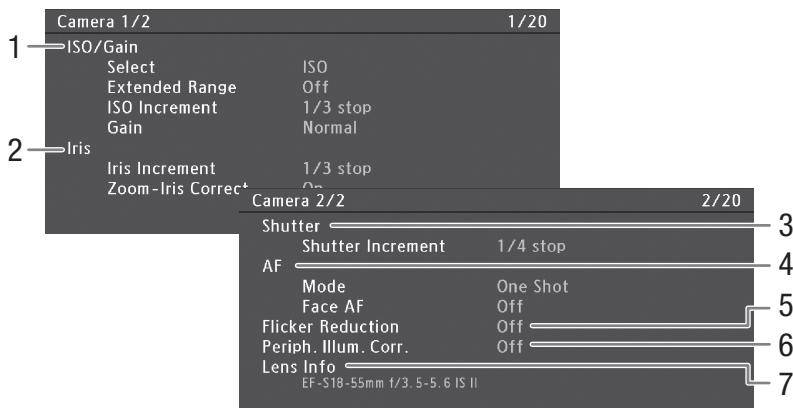 Camera 1/2 1/20
1 ISO/Gain
Select ISO
Extended Range Off
ISO Increment 1/3 stop
Gain Normal
2 Iris
Iris Increment 1/3 stop
Zoom-Iris Correct. On
Camera 2/2 2/20
Shutter 3
Shutter Increment 1/4 stop
AF 4
Mode One Shot
Face AF Off
Flicker Reduction Off 5
Periph. Illum. Corr. Off 6
Lens Info 7
EF-S18-55mm f/3.5-5.6 IS II